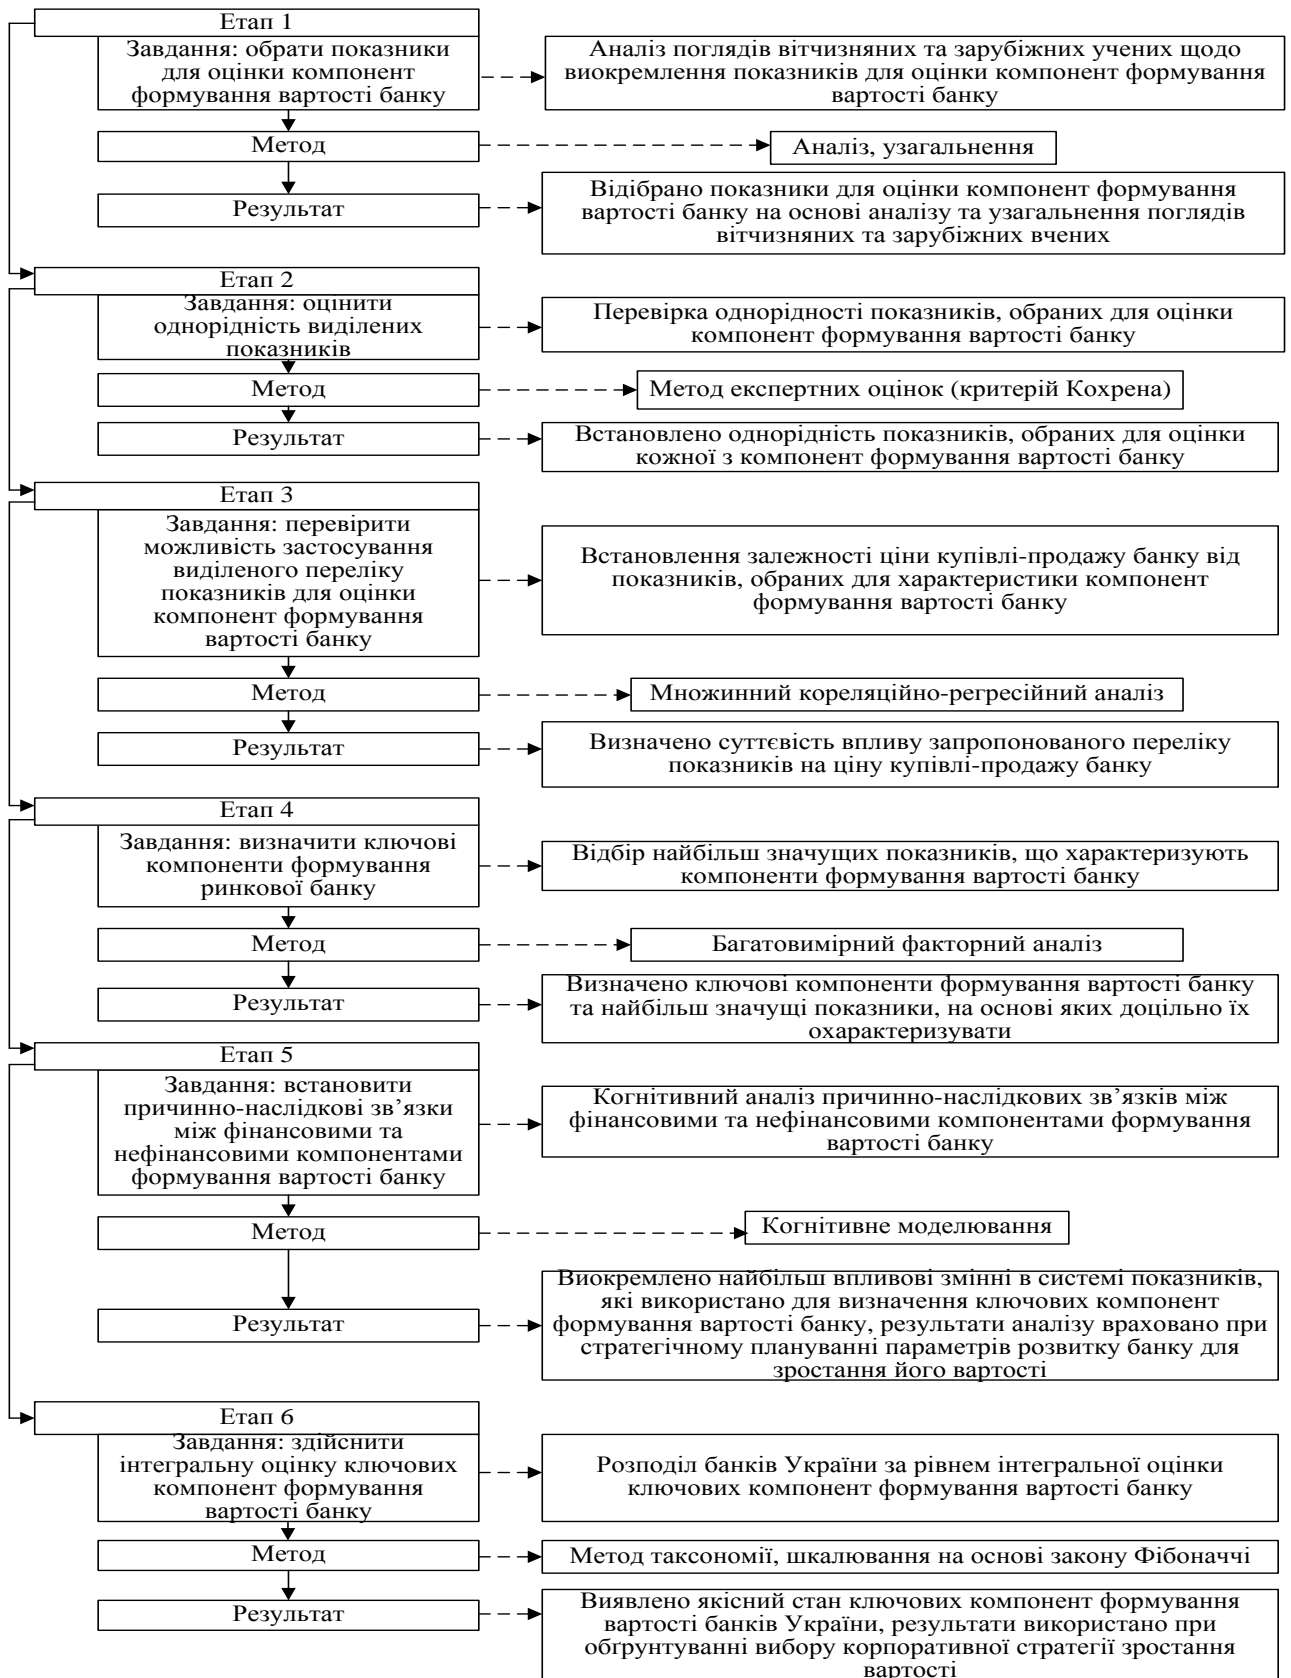 Етап 1
Завдання: обрати показники
для оцінки компонент
формування вартості банку
Аналіз поглядів вітчизняних та зарубіжних учених щодо
виокремлення показників для оцінки компонент формування
вартості банку
Метод
Аналіз, узагальнення
Результат
Відібрано показники для оцінки компонент формування
вартості банку на основі аналізу та узагальнення поглядів
вітчизняних та зарубіжних вчених
Етап 2
Завдання: оцінити
однорідність виділених
показників
Перевірка однорідності показників, обраних для оцінки
компонент формування вартості банку
Метод
Метод експертних оцінок (критерій Кохрена)
Результат
Встановлено однорідність показників, обраних для оцінки
кожної з компонент формування вартості банку
Етап 3
Завдання: перевірити
можливість застосування
виділеного переліку
показників для оцінки
компонент формування
вартості банку
Встановлення залежності ціни купівлі-продажу банку від
показників, обраних для характеристики компонент
формування вартості банку
Метод
Множинний кореляційно-регресійний аналіз
Результат
Визначено суттєвість впливу запропонованого переліку
показників на ціну купівлі-продажу банку
Етап 4
Завдання: визначити ключові
компоненти формування
ринкової банку
Відбір найбільш значущих показників, що характеризують
компоненти формування вартості банку
Метод
Багатовимірний факторний аналіз
Результат
Визначено ключові компоненти формування вартості банку
та найбільш значущі показники, на основі яких доцільно їх
охарактеризувати
Етап 5
Завдання: встановити
причинно-наслідкові зв’язки
між фінансовими та
нефінансовими компонентами
формування вартості банку
Когнітивний аналіз причинно-наслідкових зв’язків між
фінансовими та нефінансовими компонентами формування
вартості банку
Метод
Когнітивне моделювання
Результат
Виокремлено найбільш впливові змінні в системі показників,
які використано для визначення ключових компонент
формування вартості банку, результати аналізу враховано при
стратегічному плануванні параметрів розвитку банку для
зростання його вартості
Етап 6
Завдання: здійснити
інтегральну оцінку ключових
компонент формування
вартості банку
Розподіл банків України за рівнем інтегральної оцінки
ключових компонент формування вартості банку
Метод
Метод таксономії, шкалювання на основі закону Фібоначчі
Результат
Виявлено якісний стан ключових компонент формування
вартості банків України, результати використано при
обґрунтуванні вибору корпоративної стратегії зростання
вартості